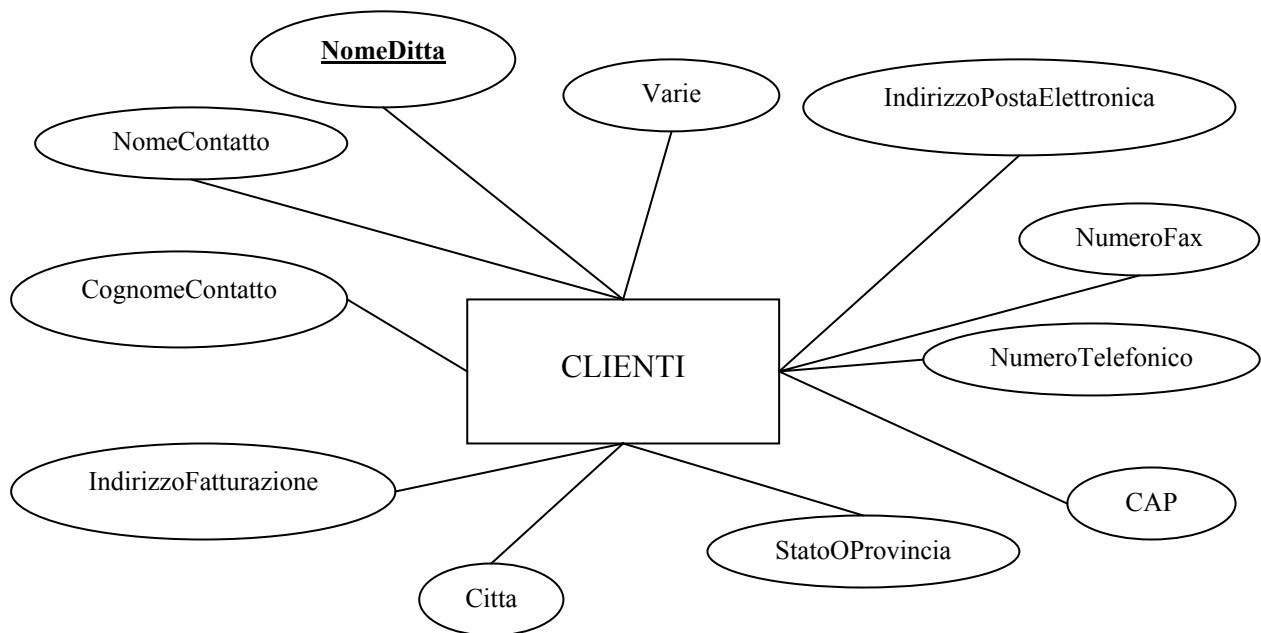 NomeDitta
Varie
IndirizzoPostaElettronica
NomeContatto
NumeroFax
CognomeContatto
NumeroTelefonico
CLIENTI
IndirizzoFatturazione
CAP
StatoOProvincia
Citta